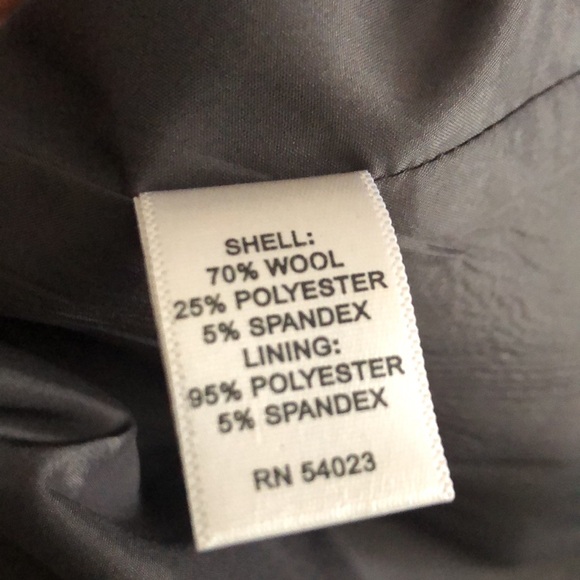 SHELL:
70% WOOL
25% POLYESTER
5% SPANDEX
LINING:
95% POLYESTER
5% SPANDEX
RN 54023